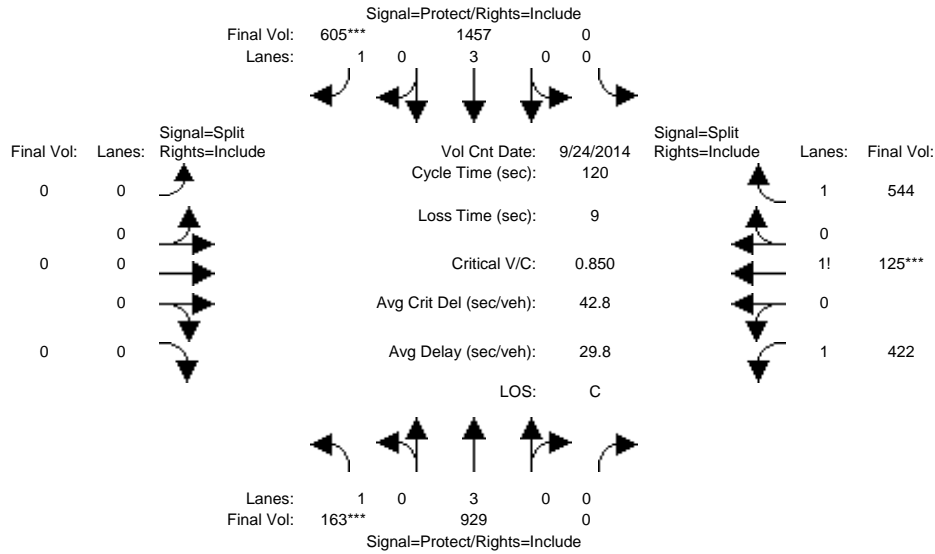 Signal=Protect/Rights=Include
Final Vol: 605*** 1457 0
Lanes: 1 0 3 0 0
Signal=Split
Final Vol: Lanes: Rights=Include
Vol Cnt Date: 9/24/2014
Signal=Split
Rights=Include Lanes: Final Vol:
Cycle Time (sec): 120
0 0
1 544
Loss Time (sec): 9
0
0
0 0
Critical V/C: 0.850
1! 125***
0
Avg Crit Del (sec/veh): 42.8
0
0 0
Avg Delay (sec/veh): 29.8
1 422
LOS: C
Lanes: 1 0 3 0 0
Final Vol: 163*** 929 0
Signal=Protect/Rights=Include